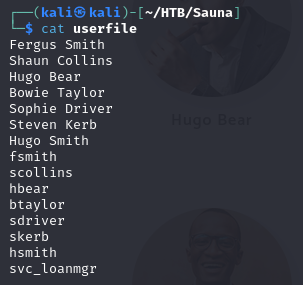 ┌──(kali㉿kali)-[~/HTB/Sauna]
└─$ cat userfile
Fergus Smith
Shaun Collins
Hugo Bear
Bowie Taylor
Sophie Driver
Steven Kerb
Hugo Smith
fsmith
scollins
hbear
btaylor
sdriver
skerb
hsmith
svc_loanmgr
Hugo Bear